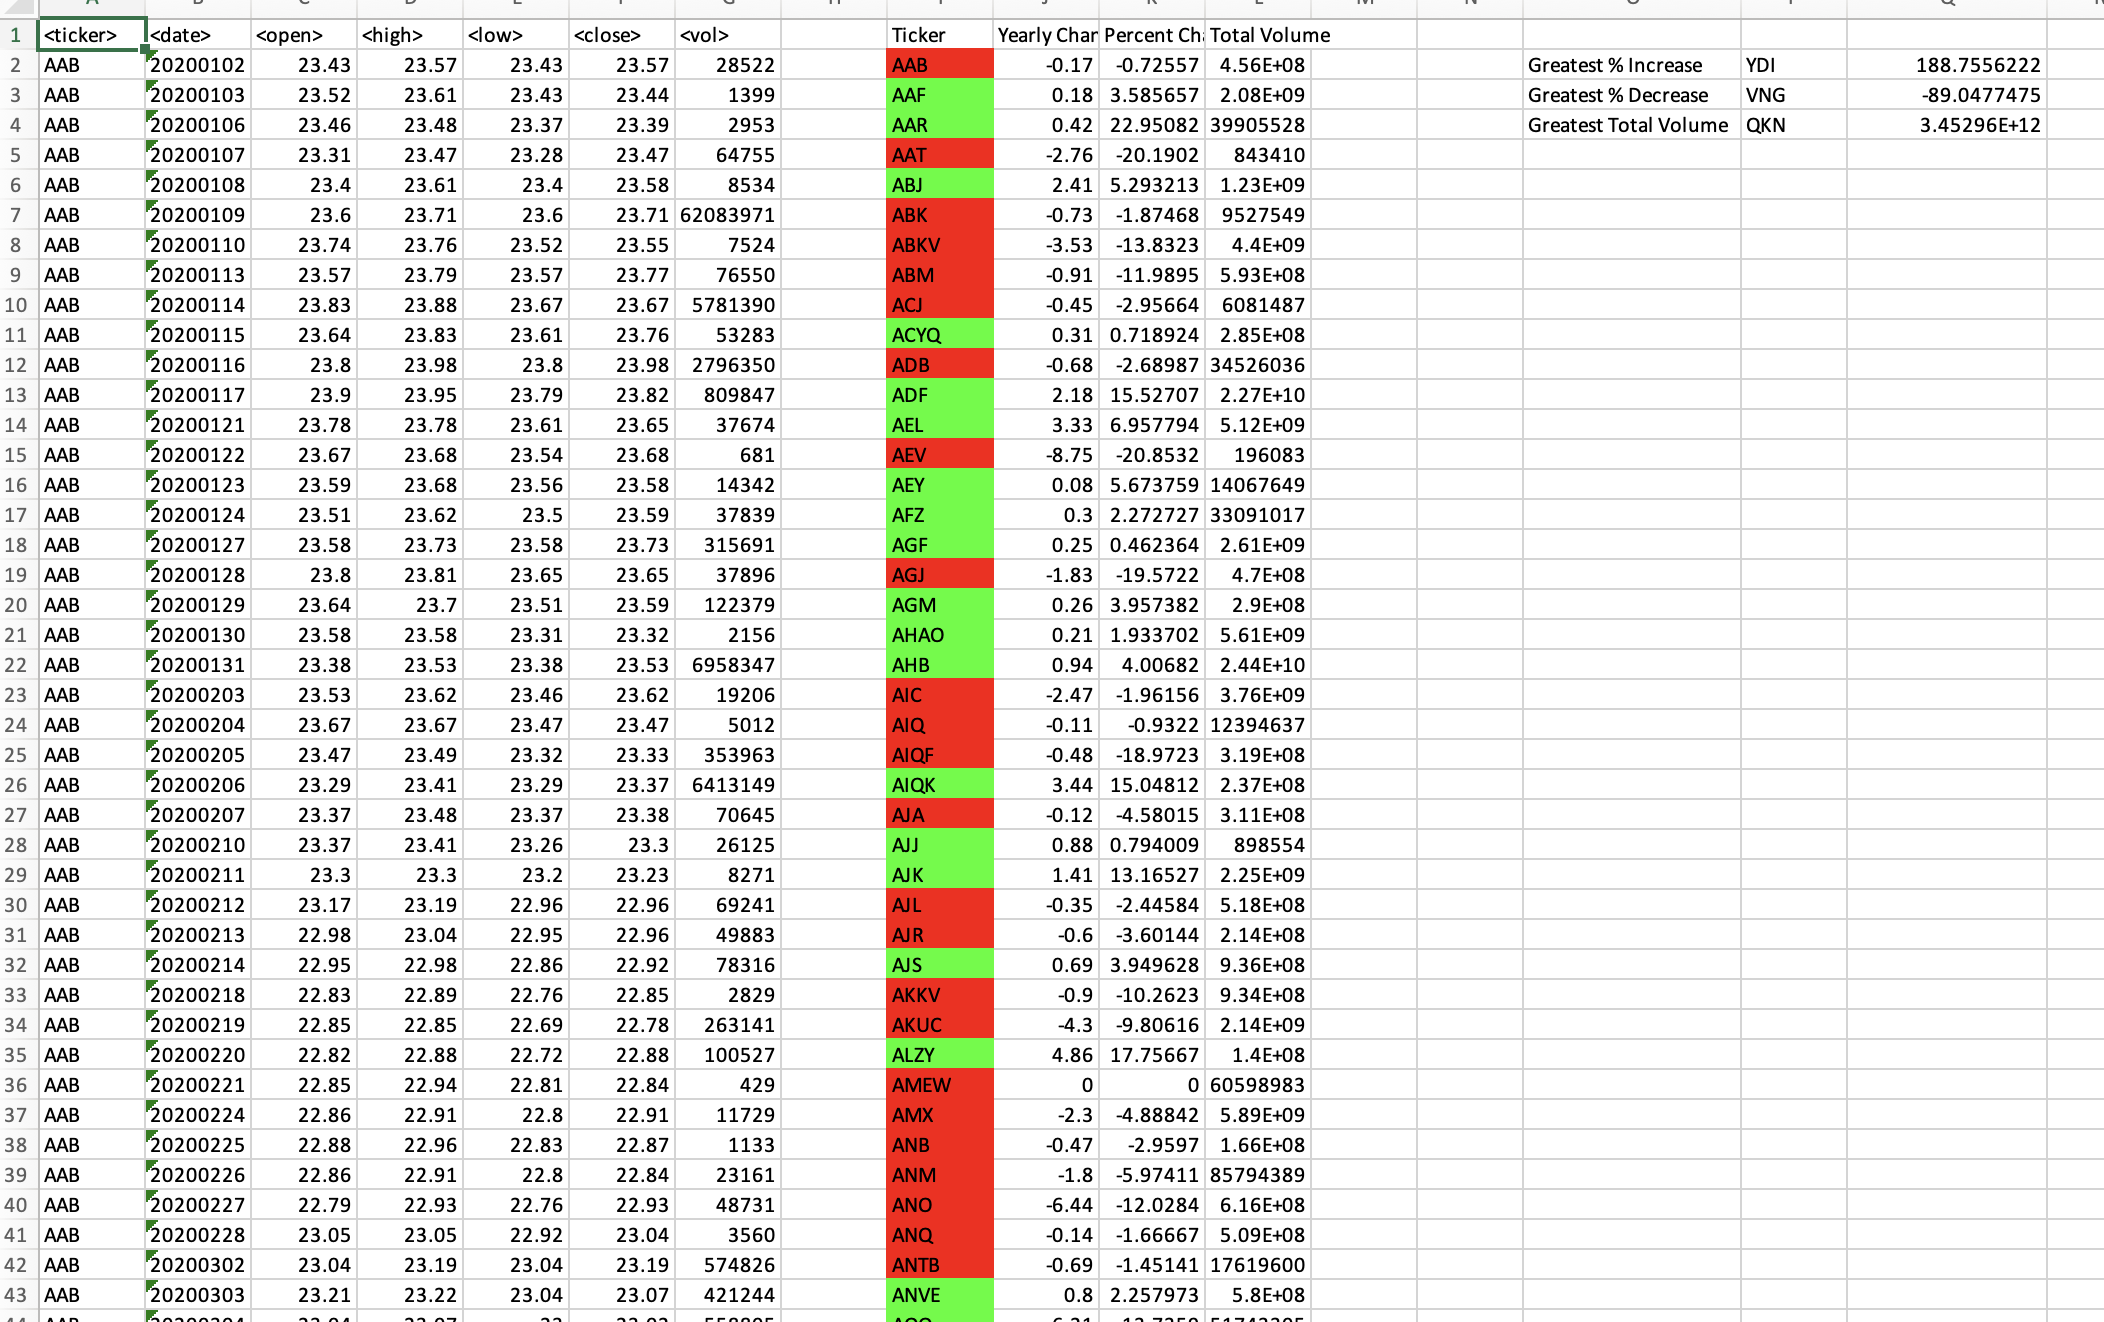 1 <ticker> <date> <open> <high> <low> <close> <vol> Ticker Yearly Char Percent Ch Total Volume
2 AAB 20200102 23.43 23.57 23.43 23.57 28522 AAB -0.17 -0.72557 4.56E+08 Greatest % Increase YDI 188.7556222
3 AAB 20200103 23.52 23.61 23.43 23.44 1399 AAF 0.18 3.585657 2.08E+09 Greatest % Decrease VNG -89.0477475
4 AAB 20200106 23.46 23.48 23.37 23.39 2953 AAR 0.42 22.95082 39905528 Greatest Total Volume QKN 3.45296E+12
5 AAB 20200107 23.31 23.47 23.28 23.47 64755 AAT -2.76 -20.1902 843410
6 AAB 20200108 23.4 23.61 23.4 23.58 8534 ABJ 2.41 5.293213 1.23E+09
7 AAB 20200109 23.6 23.71 23.6 23.71 62083971 ABK -0.73 -1.87468 9527549
8 AAB 20200110 23.74 23.76 23.52 23.55 7524 ABKV -3.53 -13.8323 4.4E+09
9 AAB 20200113 23.57 23.79 23.57 23.77 76550 ABM -0.91 -11.9895 5.93E+08
10 AAB 20200114 23.83 23.88 23.67 23.67 5781390 ACJ -0.45 -2.95664 6081487
11 AAB 20200115 23.64 23.83 23.61 23.76 53283 ACYQ 0.31 0.718924 2.85E+08
12 AAB 20200116 23.8 23.98 23.8 23.98 2796350 ADB -0.68 -2.68987 34526036
13 AAB 20200117 23.9 23.95 23.79 23.82 809847 ADF 2.18 15.52707 2.27E+10
14 AAB 20200121 23.78 23.78 23.61 23.65 37674 AEL 3.33 6.957794 5.12E+09
15 AAB 20200122 23.67 23.68 23.54 23.68 681 AEV -8.75 -20.8532 196083
16 AAB 20200123 23.59 23.68 23.56 23.58 14342 AEY 0.08 5.673759 14067649
17 AAB 20200124 23.51 23.62 23.5 23.59 37839 AFZ 0.3 2.272727 33091017
18 AAB 20200127 23.58 23.73 23.58 23.73 315691 AGF 0.25 0.462364 2.61E+09
19 AAB 20200128 23.8 23.81 23.65 23.65 37896 AGJ -1.83 -19.5722 4.7E+08
20 AAB 20200129 23.64 23.7 23.51 23.59 122379 AGM 0.26 3.957382 2.9E+08
21 AAB 20200130 23.58 23.58 23.31 23.32 2156 AHAO 0.21 1.933702 5.61E+09
22 AAB 20200131 23.38 23.53 23.38 23.53 6958347 AHB 0.94 4.00682 2.44E+10
23 AAB 20200203 23.53 23.62 23.46 23.62 19206 AIC -2.47 -1.96156 3.76E+09
24 AAB 20200204 23.67 23.67 23.47 23.47 5012 AIQ -0.11 -0.9322 12394637
25 AAB 20200205 23.47 23.49 23.32 23.33 353963 AIQF -0.48 -18.9723 3.19E+08
26 AAB 20200206 23.29 23.41 23.29 23.37 6413149 AIQK 3.44 15.04812 2.37E+08
27 AAB 20200207 23.37 23.48 23.37 23.38 70645 AJA -0.12 -4.58015 3.11E+08
28 AAB 20200210 23.37 23.41 23.26 23.3 26125 AJJ 0.88 0.794009 898554
29 AAB 20200211 23.3 23.3 23.2 23.23 8271 AJK 1.41 13.16527 2.25E+09
30 AAB 20200212 23.17 23.19 22.96 22.96 69241 AJL -0.35 -2.44584 5.18E+08
31 AAB 20200213 22.98 23.04 22.95 22.96 49883 AJR -0.6 -3.60144 2.14E+08
32 AAB 20200214 22.95 22.98 22.86 22.92 78316 AJS 0.69 3.949628 9.36E+08
33 AAB 20200218 22.83 22.89 22.76 22.85 2829 AKKV -0.9 -10.2623 9.34E+08
34 AAB 20200219 22.85 22.85 22.69 22.78 263141 AKUC -4.3 -9.80616 2.14E+09
35 AAB 20200220 22.82 22.88 22.72 22.88 100527 ALZY 4.86 17.75667 1.4E+08
36 AAB 20200221 22.85 22.94 22.81 22.84 429 AMEW 0 0 60598983
37 AAB 20200224 22.86 22.91 22.8 22.91 11729 AMX -2.3 -4.88842 5.89E+09
38 AAB 20200225 22.88 22.96 22.83 22.87 1133 ANB -0.47 -2.9597 1.66E+08
39 AAB 20200226 22.86 22.91 22.8 22.84 23161 ANM -1.8 -5.97411 85794389
40 AAB 20200227 22.79 22.93 22.76 22.93 48731 ANO -6.44 -12.0284 6.16E+08
41 AAB 20200228 23.05 23.05 22.92 23.04 3560 ANQ -0.14 -1.66667 5.09E+08
42 AAB 20200302 23.04 23.19 23.04 23.19 574826 ANTB -0.69 -1.45141 17619600
43 AAB 20200303 23.21 23.22 23.04 23.07 421244 ANVE 0.8 2.257973 5.8E+08